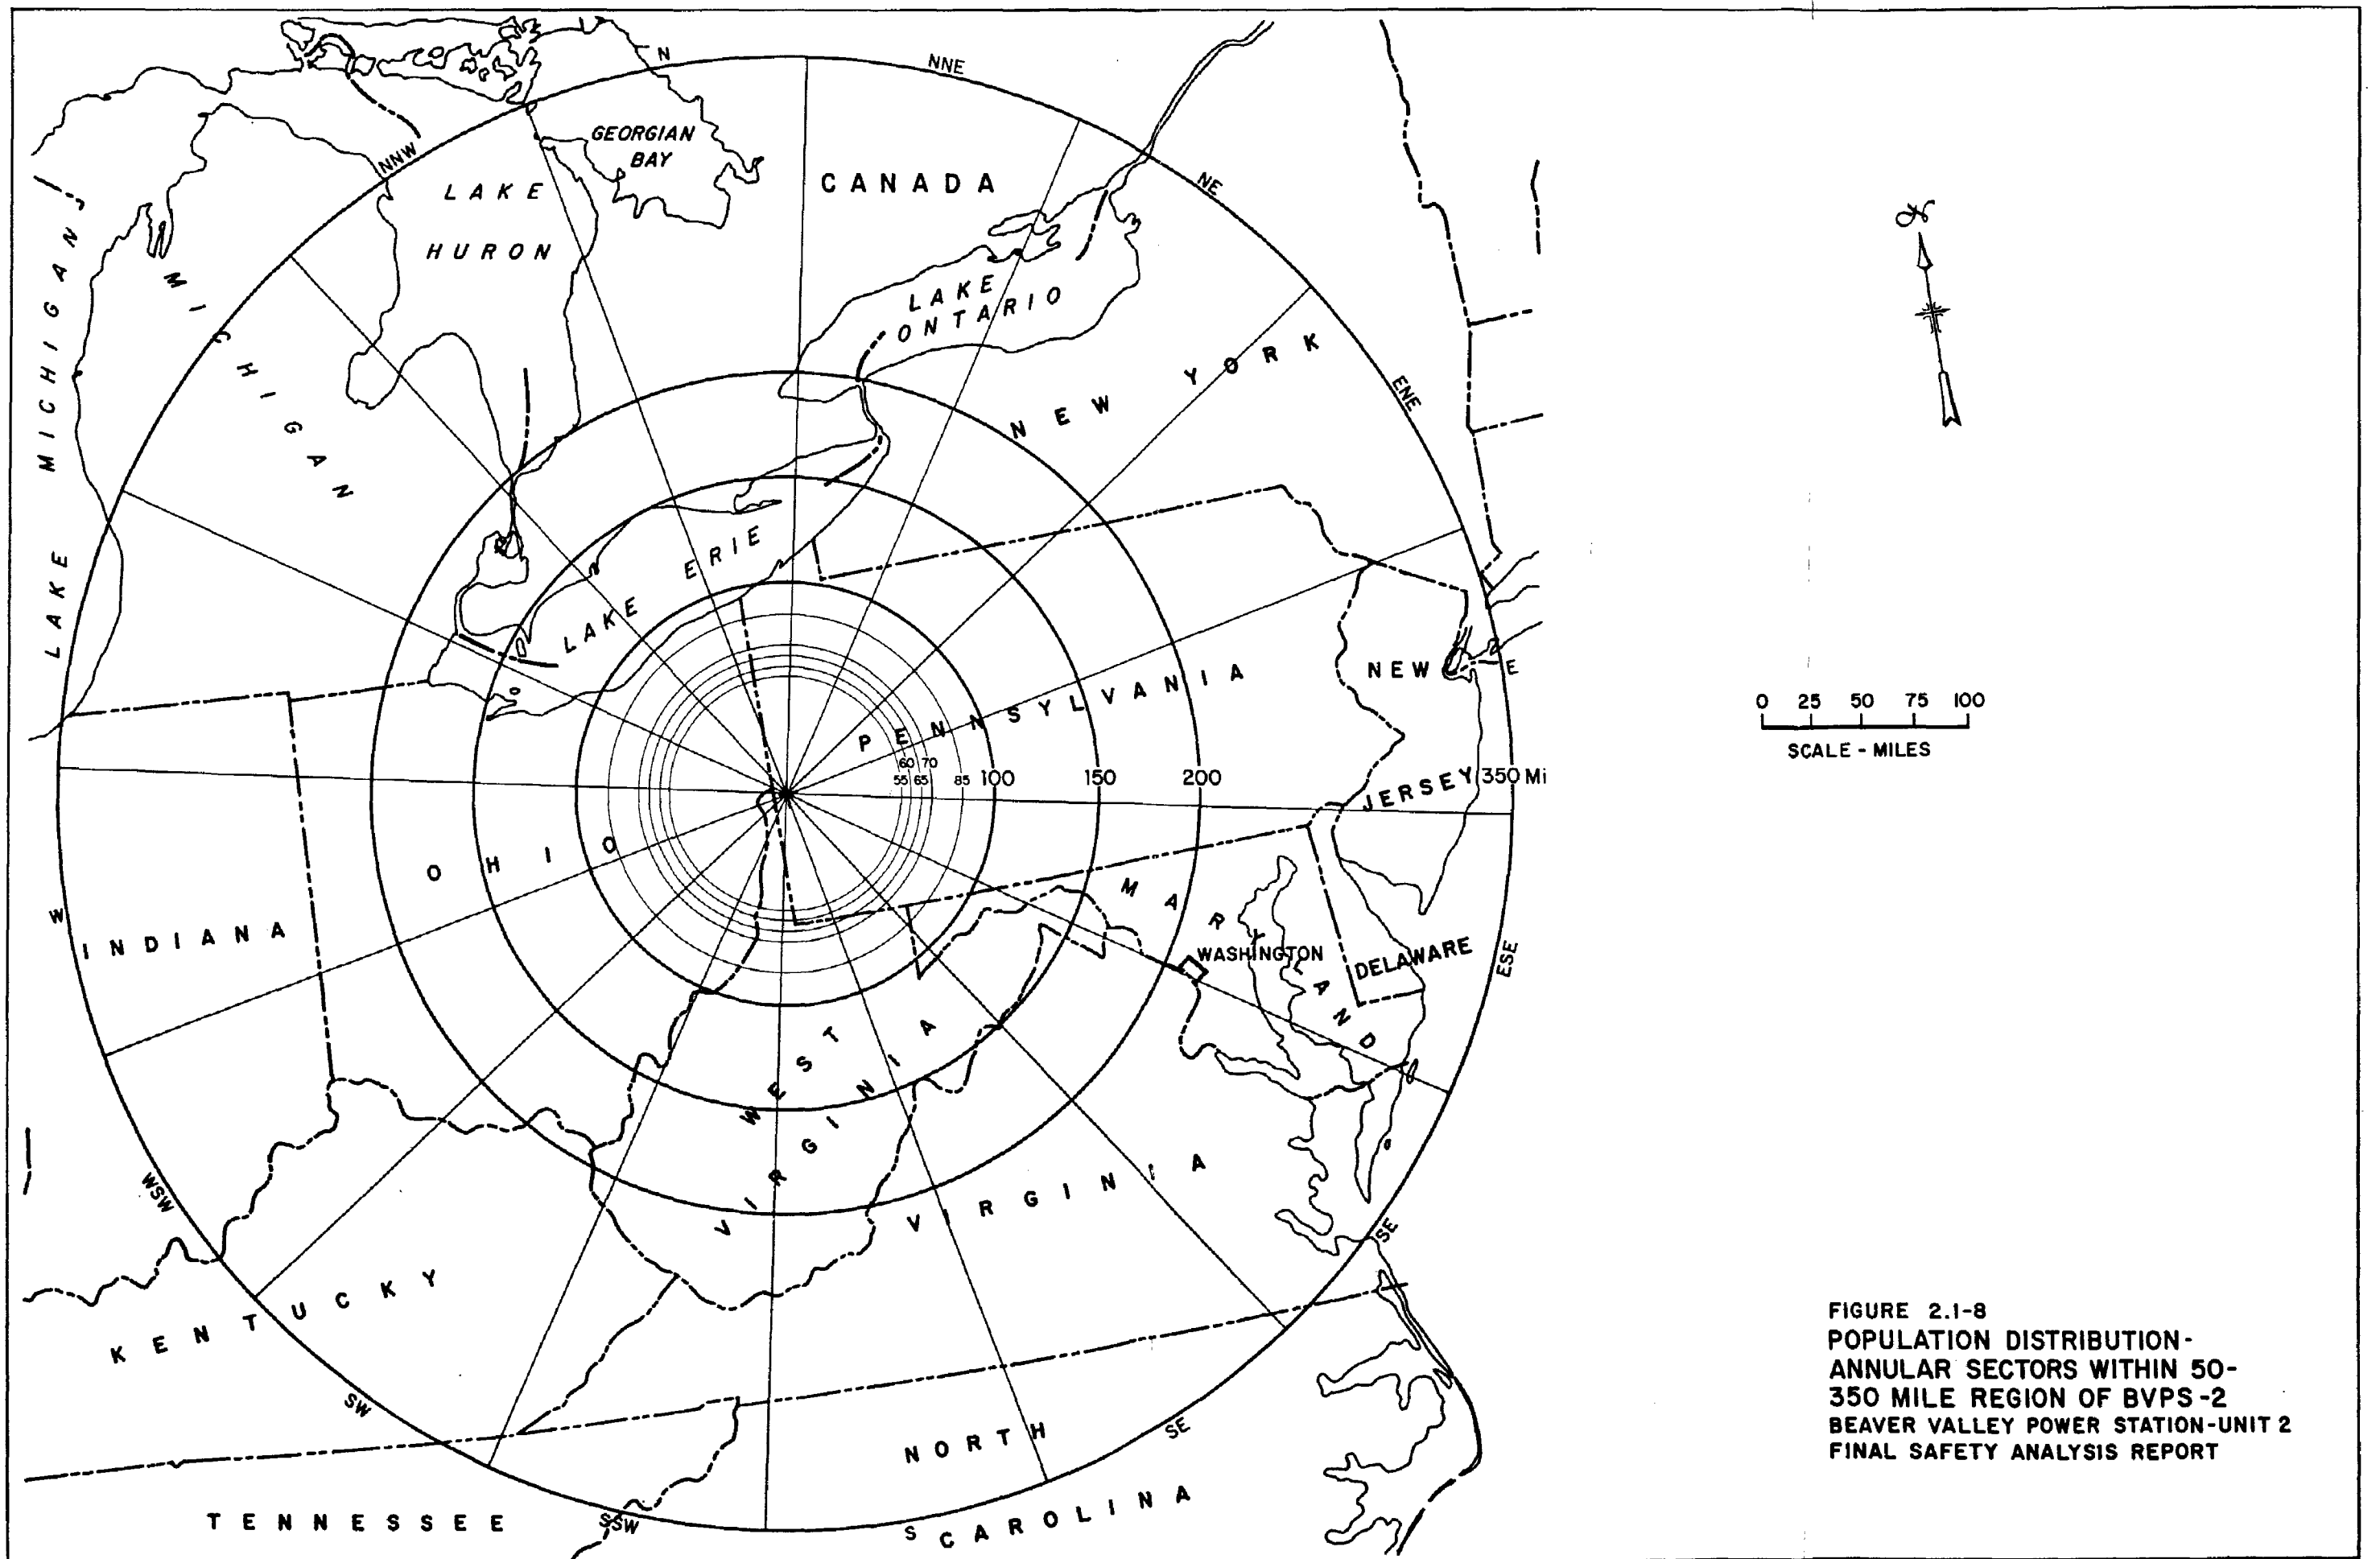 N
NNE
NNW
GEORGIAN
BAY
LAKE
HURON
CANADA
NE
LAKE
ONTARIO
LAKE MICHIGAN
MICHIGAN
NEW YORK
ENE
LAKE ERIE
PENNSYLVANIA
NEW
JERSEY
E
55
60
65
70
85
100
150
200
350 Mi
0 25 50 75 100
SCALE - MILES
OHIO
W
INDIANA
MARYLAND
WASHINGTON
DELAWARE
ESE
WEST
VIRGINIA
VIRGINIA
WSW
KENTUCKY
SE
SW
NORTH
SE
CAROLINA
S
SSW
TENNESSEE
FIGURE 2.1-8
POPULATION DISTRIBUTION-
ANNULAR SECTORS WITHIN 50-
350 MILE REGION OF BVPS-2
BEAVER VALLEY POWER STATION-UNIT 2
FINAL SAFETY ANALYSIS REPORT